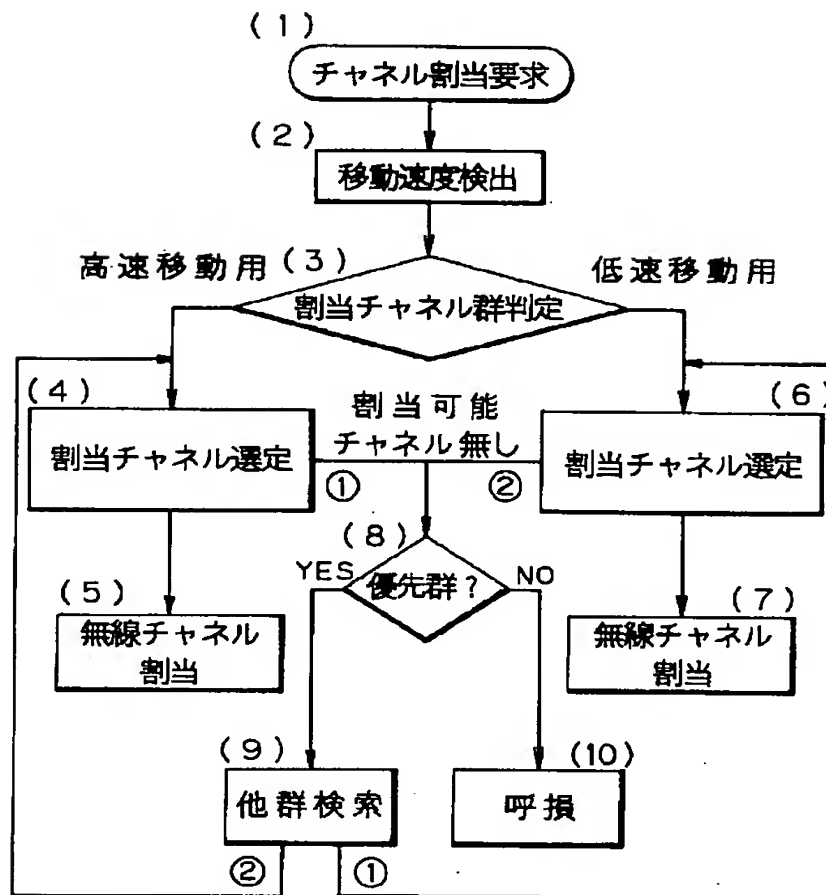 (1)
チャネル割当要求
(2)
移動速度検出
高速移動用
(3)
低速移動用
割当チャネル群判定
(4)
割当チャネル選定
割当可能
チャネル無し
① ②
(6)
割当チャネル選定
(8)
YES
優先群?
NO
(5)
無線チャネル
割当
(7)
無線チャネル
割当
(9)
他群検索
② ①
(10)
呼損